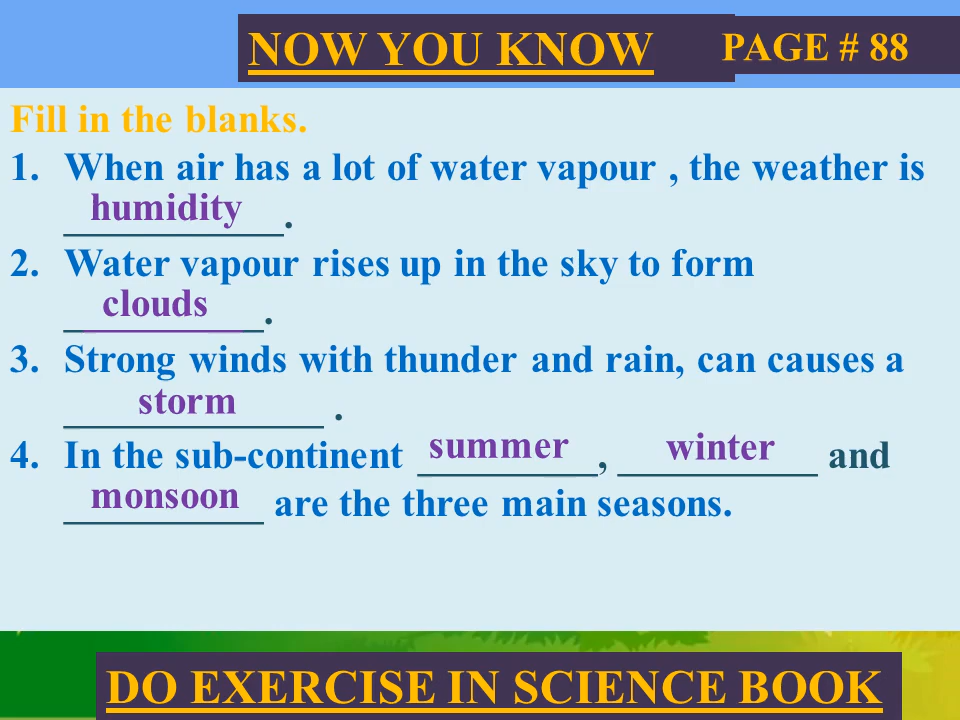 NOW YOU KNOW PAGE # 88
Fill in the blanks.
1. When air has a lot of water vapour , the weather is
humidity.
2. Water vapour rises up in the sky to form
clouds.
3. Strong winds with thunder and rain, can causes a
storm .
4. In the sub-continent summer, winter and
monsoon are the three main seasons.
DO EXERCISE IN SCIENCE BOOK